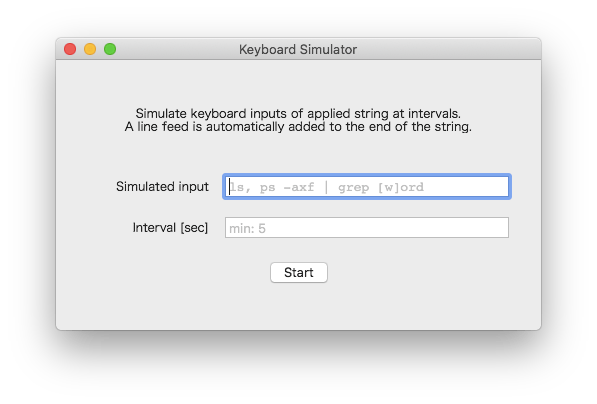 Keyboard Simulator
Simulate keyboard inputs of applied string at intervals.
A line feed is automatically added to the end of the string.
Simulated input ls, ps -axf | grep [w]ord
Interval [sec] min: 5
Start